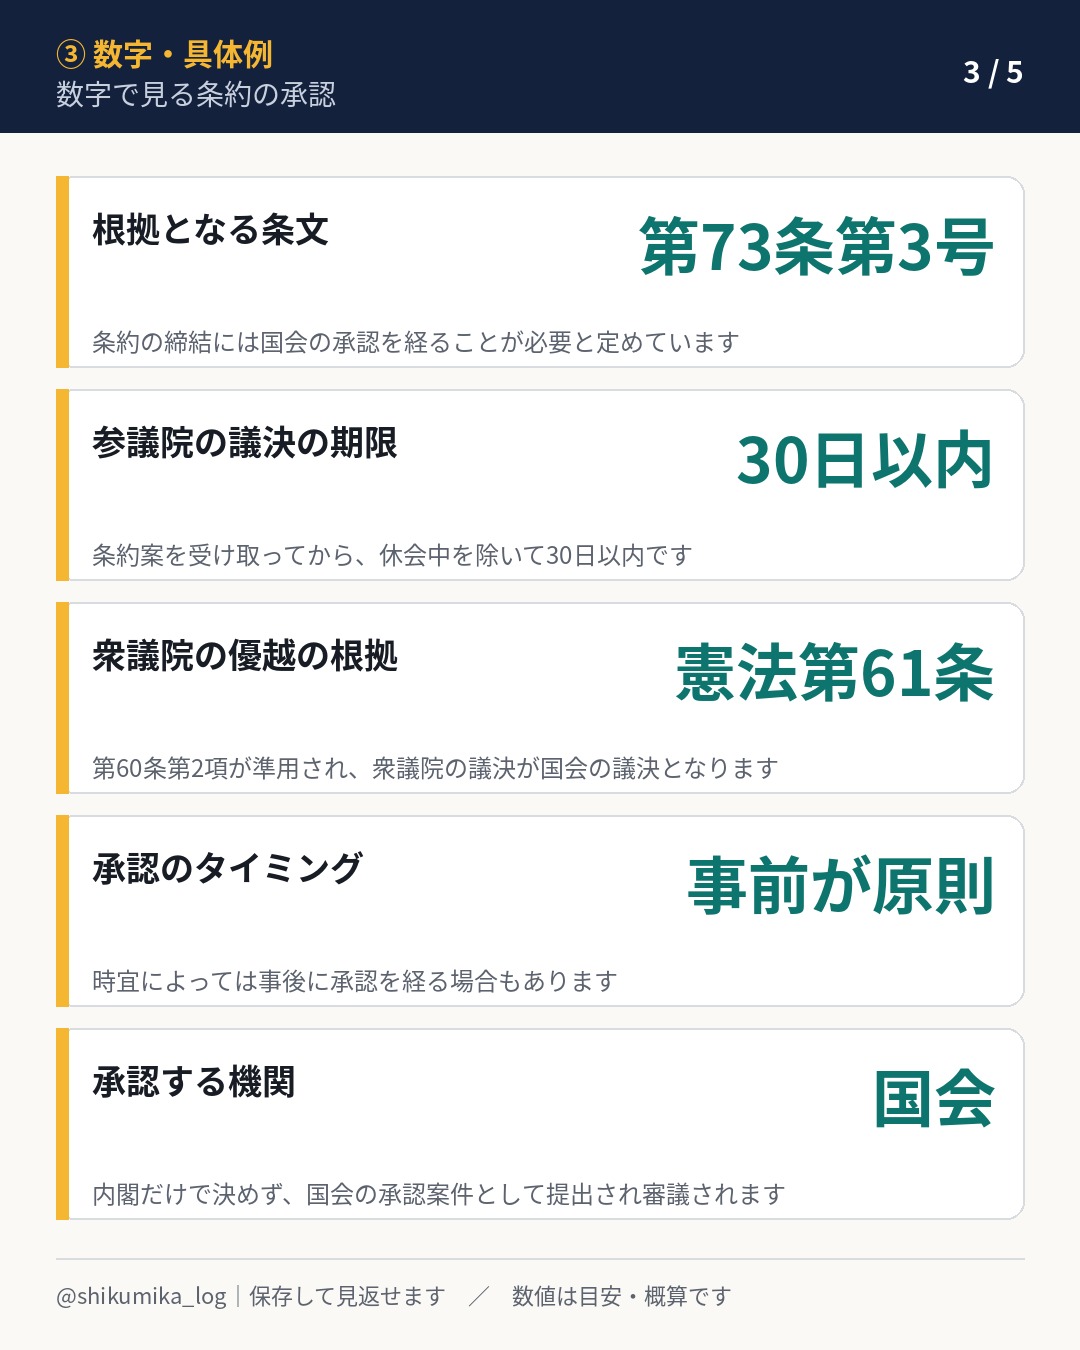 ③ 数字・具体例
数字で見る条約の承認
3 / 5
根拠となる条文
第73条第3号
条約の締結には国会の承認を経ることが必要と定めています
参議院の議決の期限
30日以内
条約案を受け取ってから、休会中を除いて30日以内です
衆議院の優越の根拠
憲法第61条
第60条第2項が準用され、衆議院の議決が国会の議決となります
承認のタイミング
事前が原則
時宜によっては事後に承認を経る場合もあります
承認する機関
国会
内閣だけで決めず、国会の承認案件として提出され審議されます
@shikumika_log｜保存して見返せます　／　数値は目安・概算です